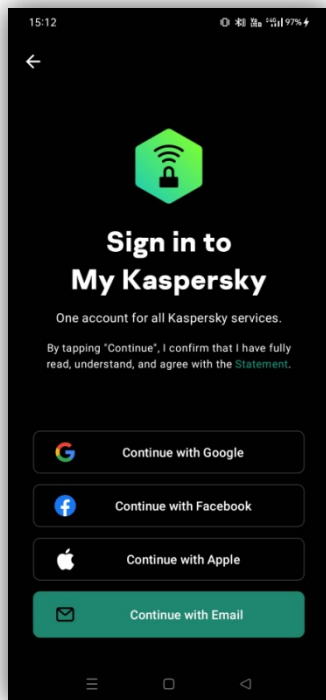 15:12
97%
Sign in to
My Kaspersky
One account for all Kaspersky services.
By tapping "Continue", I confirm that I have fully
read, understand, and agree with the Statement.
Continue with Google
Continue with Facebook
Continue with Apple
Continue with Email